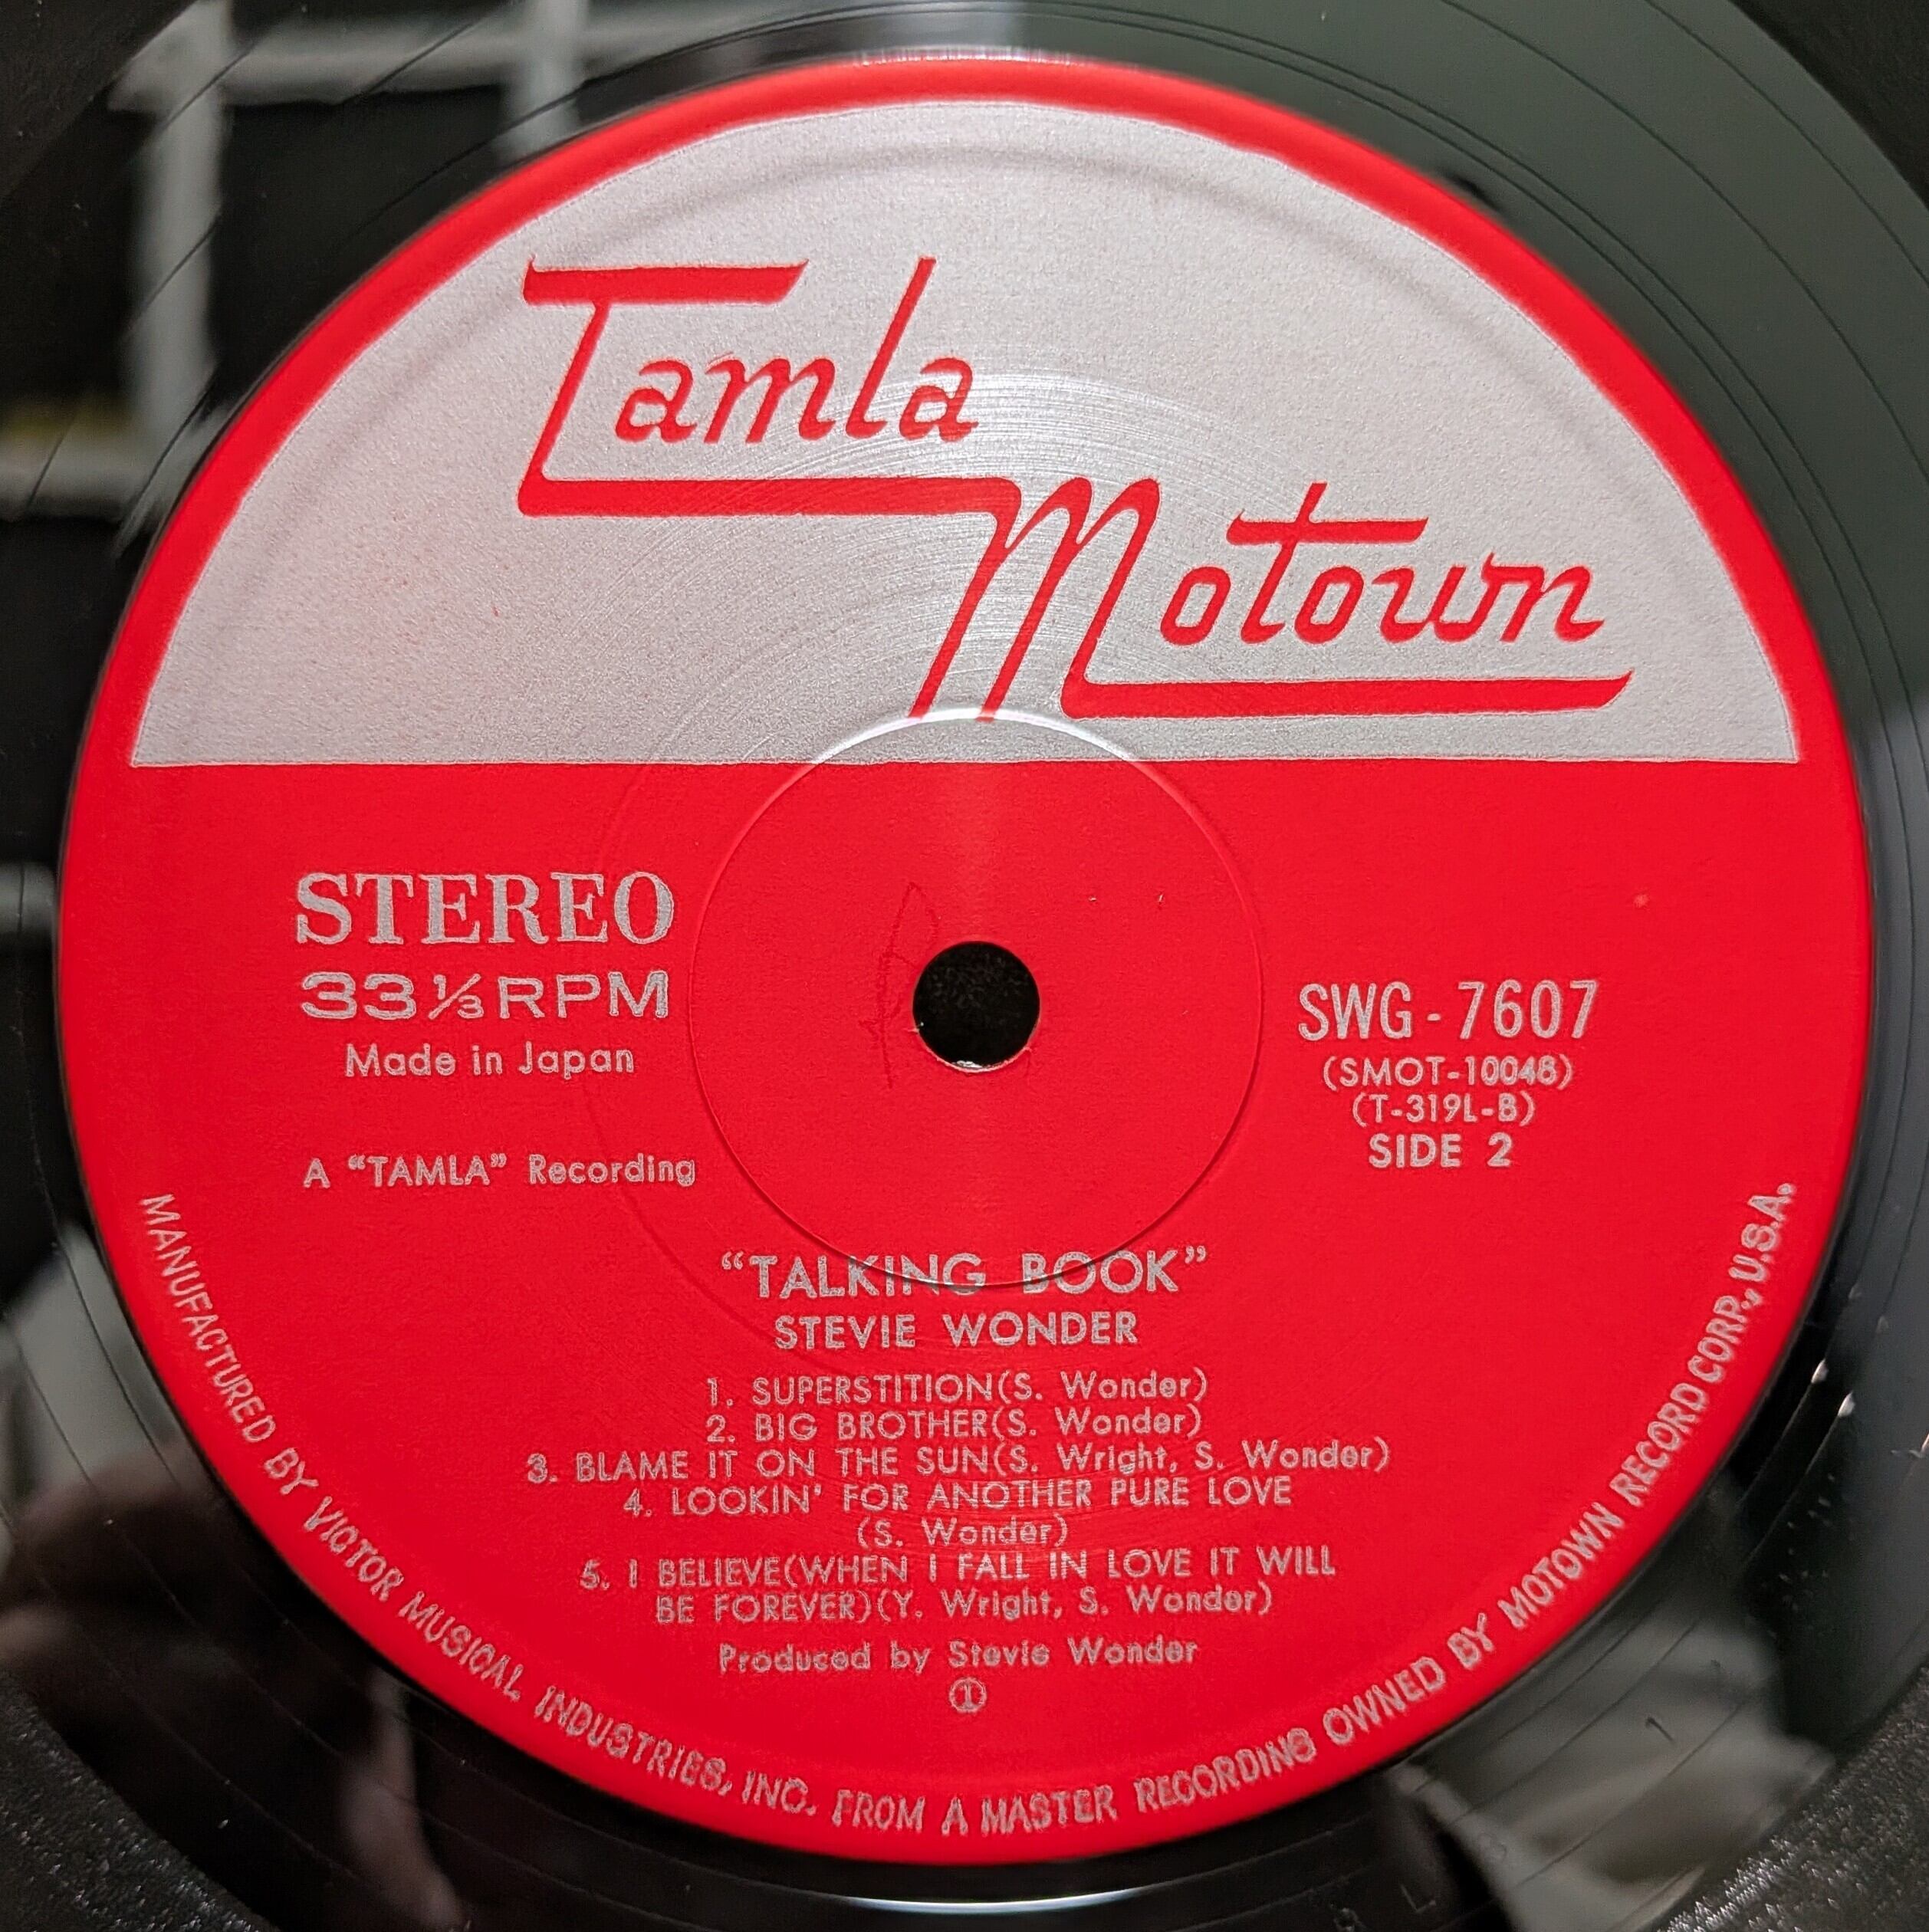 Tamla
Motown
STEREO
33⅓RPM
Made in Japan
SWG-7607
(SMOT-10048)
(T-319L-B)
SIDE 2
A “TAMLA” Recording
“TALKING BOOK”
STEVIE WONDER
1. SUPERSTITION(S. Wonder)
2. BIG BROTHER(S. Wonder)
3. BLAME IT ON THE SUN(S. Wright, S. Wonder)
4. LOOKIN' FOR ANOTHER PURE LOVE
(S. Wonder)
5. I BELIEVE(WHEN I FALL IN LOVE IT WILL
BE FOREVER)(Y. Wright, S. Wonder)
Produced by Stevie Wonder
①
MANUFACTURED BY VICTOR MUSICAL INDUSTRIES, INC. FROM A MASTER RECORDING OWNED BY MOTOWN RECORD CORP., U.S.A.